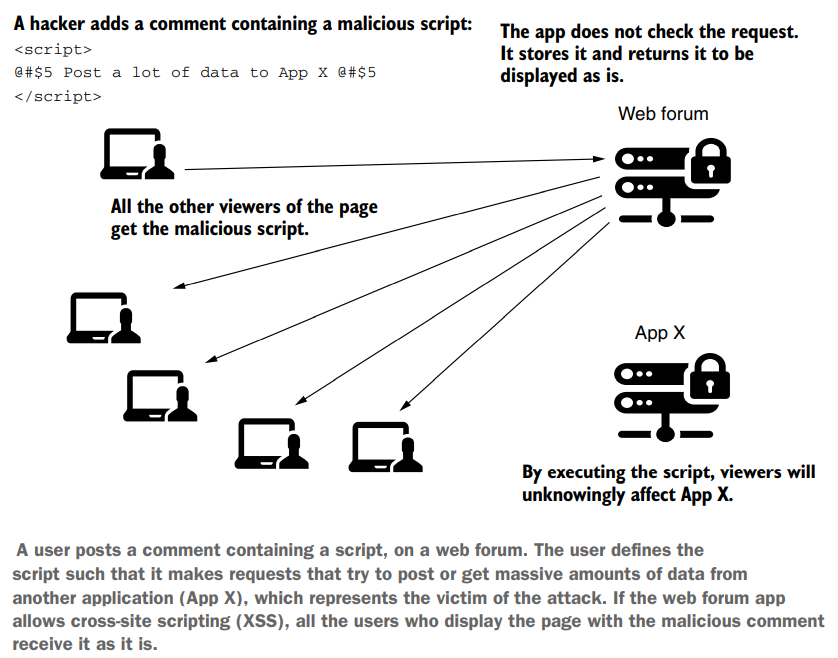 A hacker adds a comment containing a malicious script:
<script>
@#$5 Post a lot of data to App X @#$5
</script>
The app does not check the request.
It stores it and returns it to be
displayed as is.
Web forum
All the other viewers of the page
get the malicious script.
App X
By executing the script, viewers will
unknowingly affect App X.
A user posts a comment containing a script, on a web forum. The user defines the
script such that it makes requests that try to post or get massive amounts of data from
another application (App X), which represents the victim of the attack. If the web forum app
allows cross-site scripting (XSS), all the users who display the page with the malicious comment
receive it as it is.